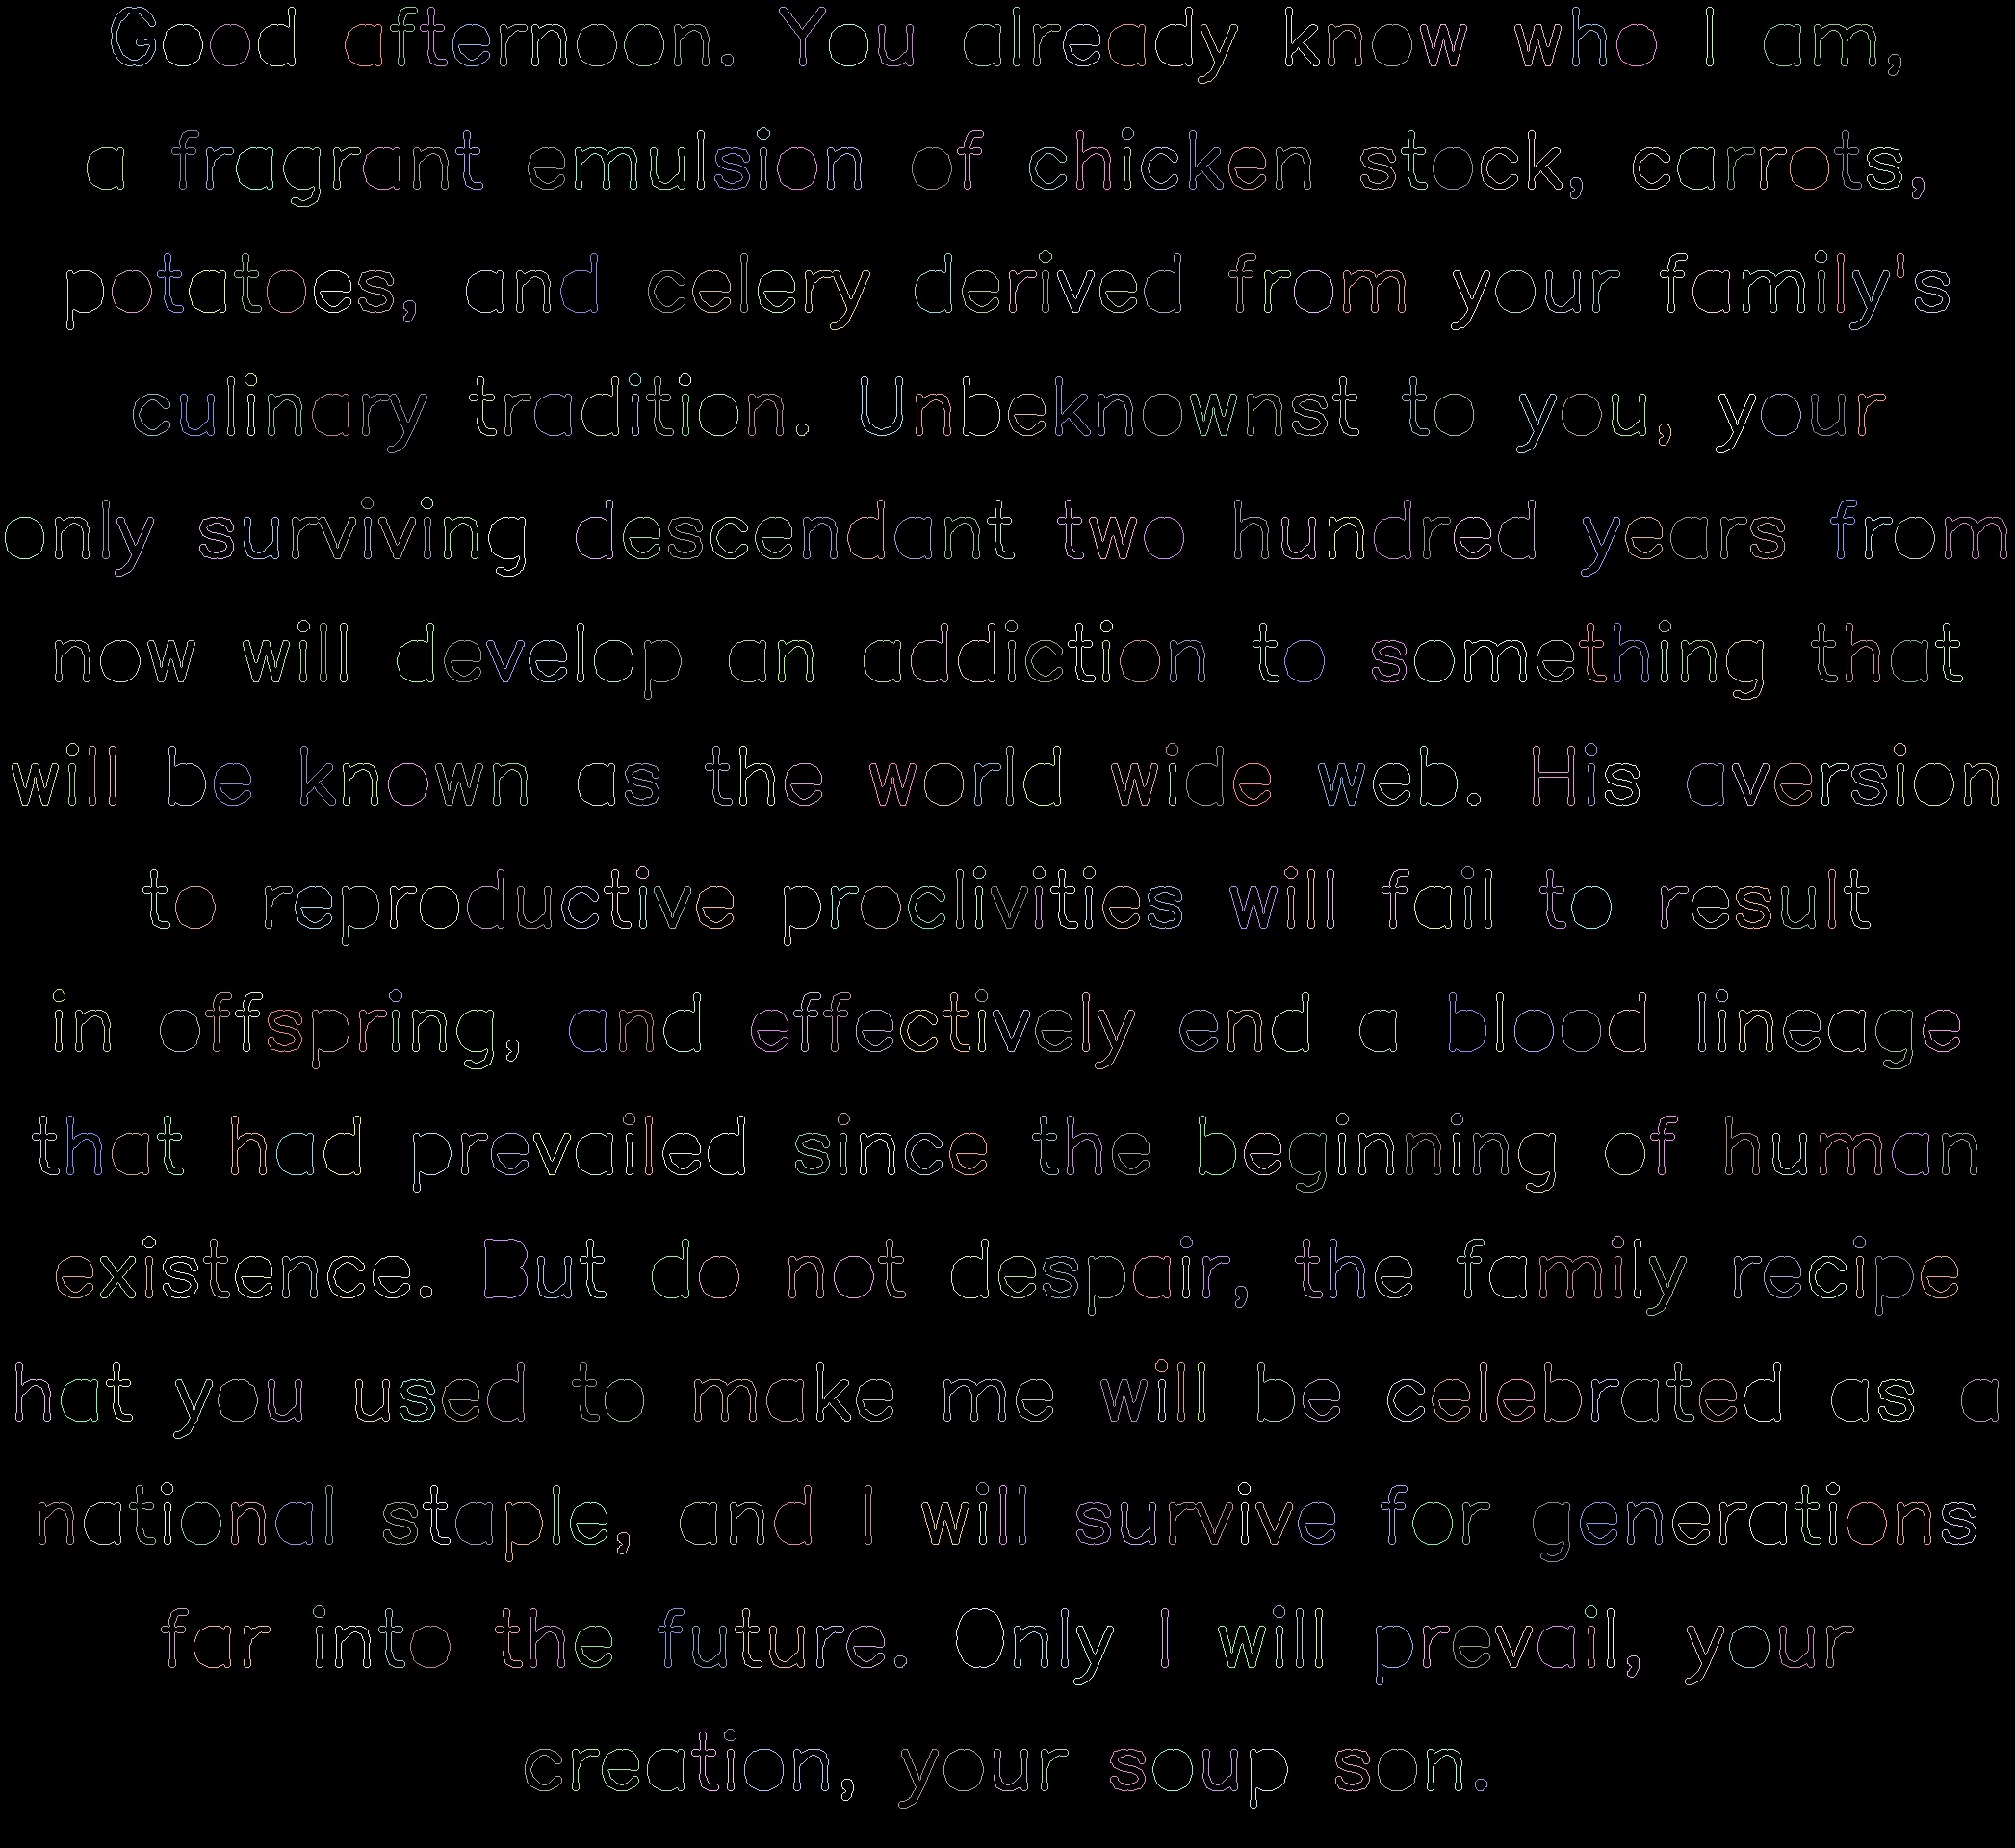 Good afternoon. You already know who I am,
a fragrant emulsion of chicken stock, carrots,
potatoes, and celery derived from your family's
culinary tradition. Unbeknownst to you, your
only surviving descendant two hundred years from
now will develop an addiction to something that
will be known as the world wide web. His aversion
to reproductive proclivities will fail to result
in offspring, and effectively end a blood lineage
that had prevailed since the beginning of human
existence. But do not despair, the family recipe
hat you used to make me will be celebrated as a
national staple, and I will survive for generations
far into the future. Only I will prevail, your
creation, your soup son.